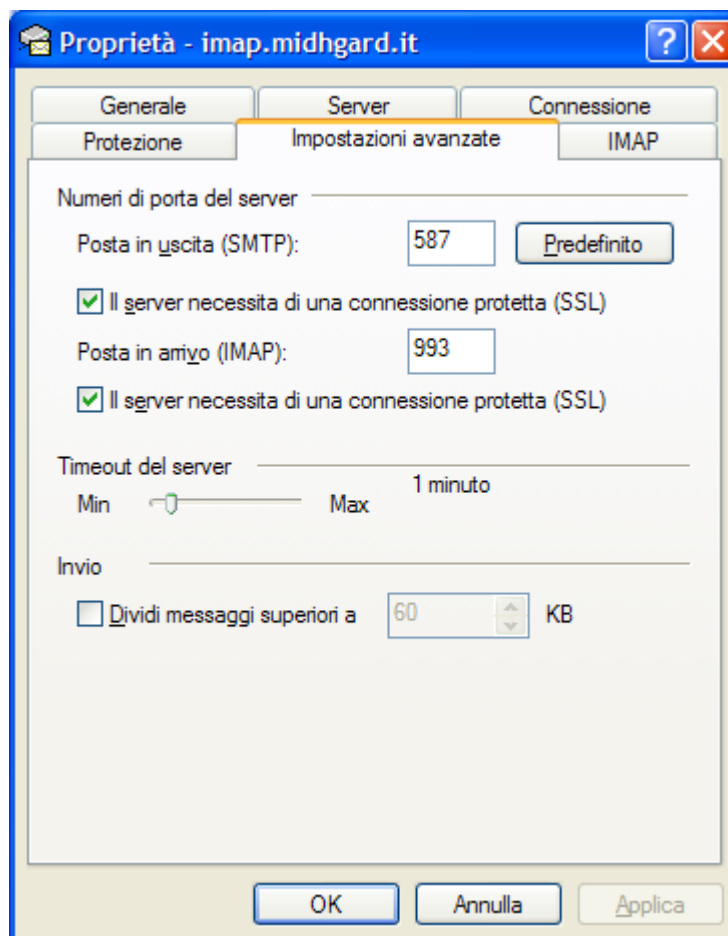 Proprietà - imap.midhgard.it
Generale Server Connessione
Protezione Impostazioni avanzate IMAP
Numeri di porta del server
Posta in uscita (SMTP): 587 Predefinito
Il server necessita di una connessione protetta (SSL)
Posta in arrivo (IMAP): 993
Il server necessita di una connessione protetta (SSL)
Timeout del server
Min Max 1 minuto
Invio
Dividi messaggi superiori a 60 KB
OK Annulla Applica